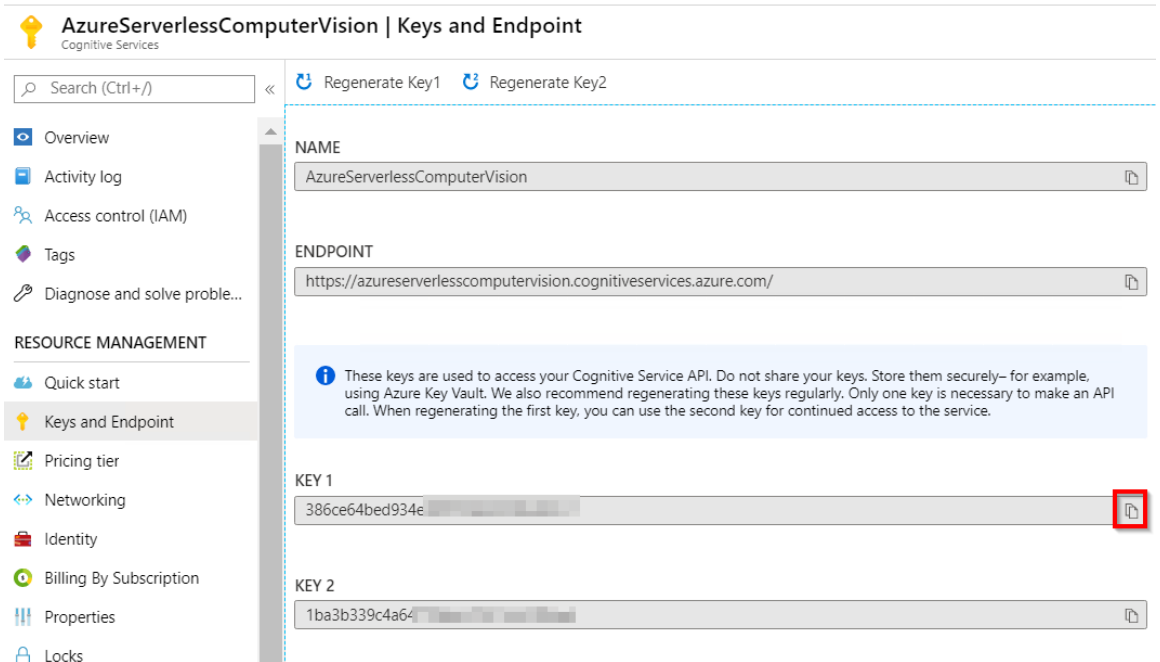 AzureServerlessComputerVision | Keys and Endpoint
Cognitive Services
Search (Ctrl+/)
«
Regenerate Key1
Regenerate Key2
Overview
Activity log
Access control (IAM)
Tags
Diagnose and solve proble...
RESOURCE MANAGEMENT
Quick start
Keys and Endpoint
Pricing tier
Networking
Identity
Billing By Subscription
Properties
Locks
NAME
AzureServerlessComputerVision
ENDPOINT
https://azureserverlesscomputervision.cognitiveservices.azure.com/
These keys are used to access your Cognitive Service API. Do not share your keys. Store them securely– for example,
using Azure Key Vault. We also recommend regenerating these keys regularly. Only one key is necessary to make an API
call. When regenerating the first key, you can use the second key for continued access to the service.
KEY 1
386ce64bed934e
KEY 2
1ba3b339c4a64